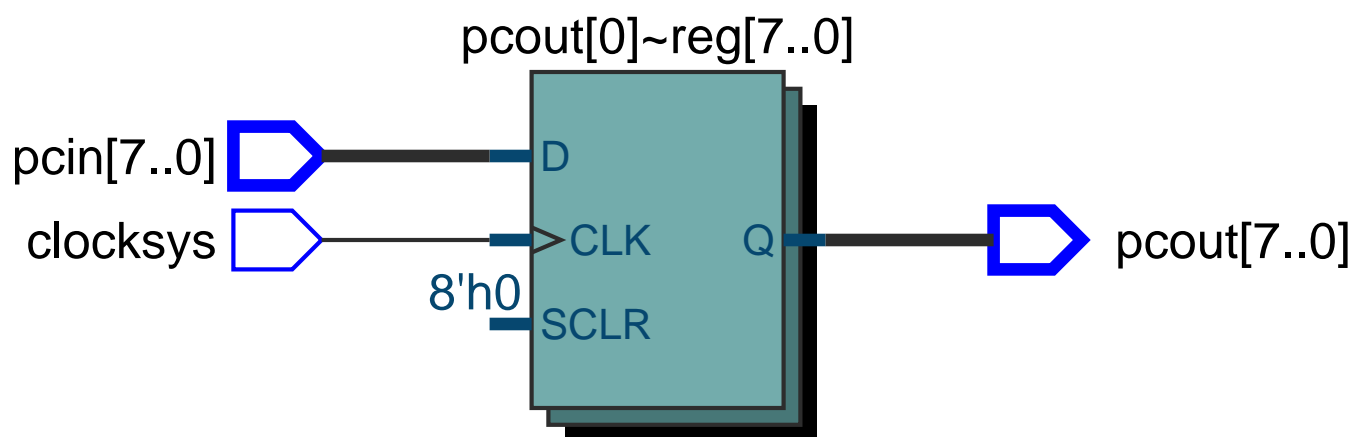 pcout[0]~reg[7..0]
pcin[7..0]
D
clocksys
CLK
Q
pcout[7..0]
8'h0
SCLR